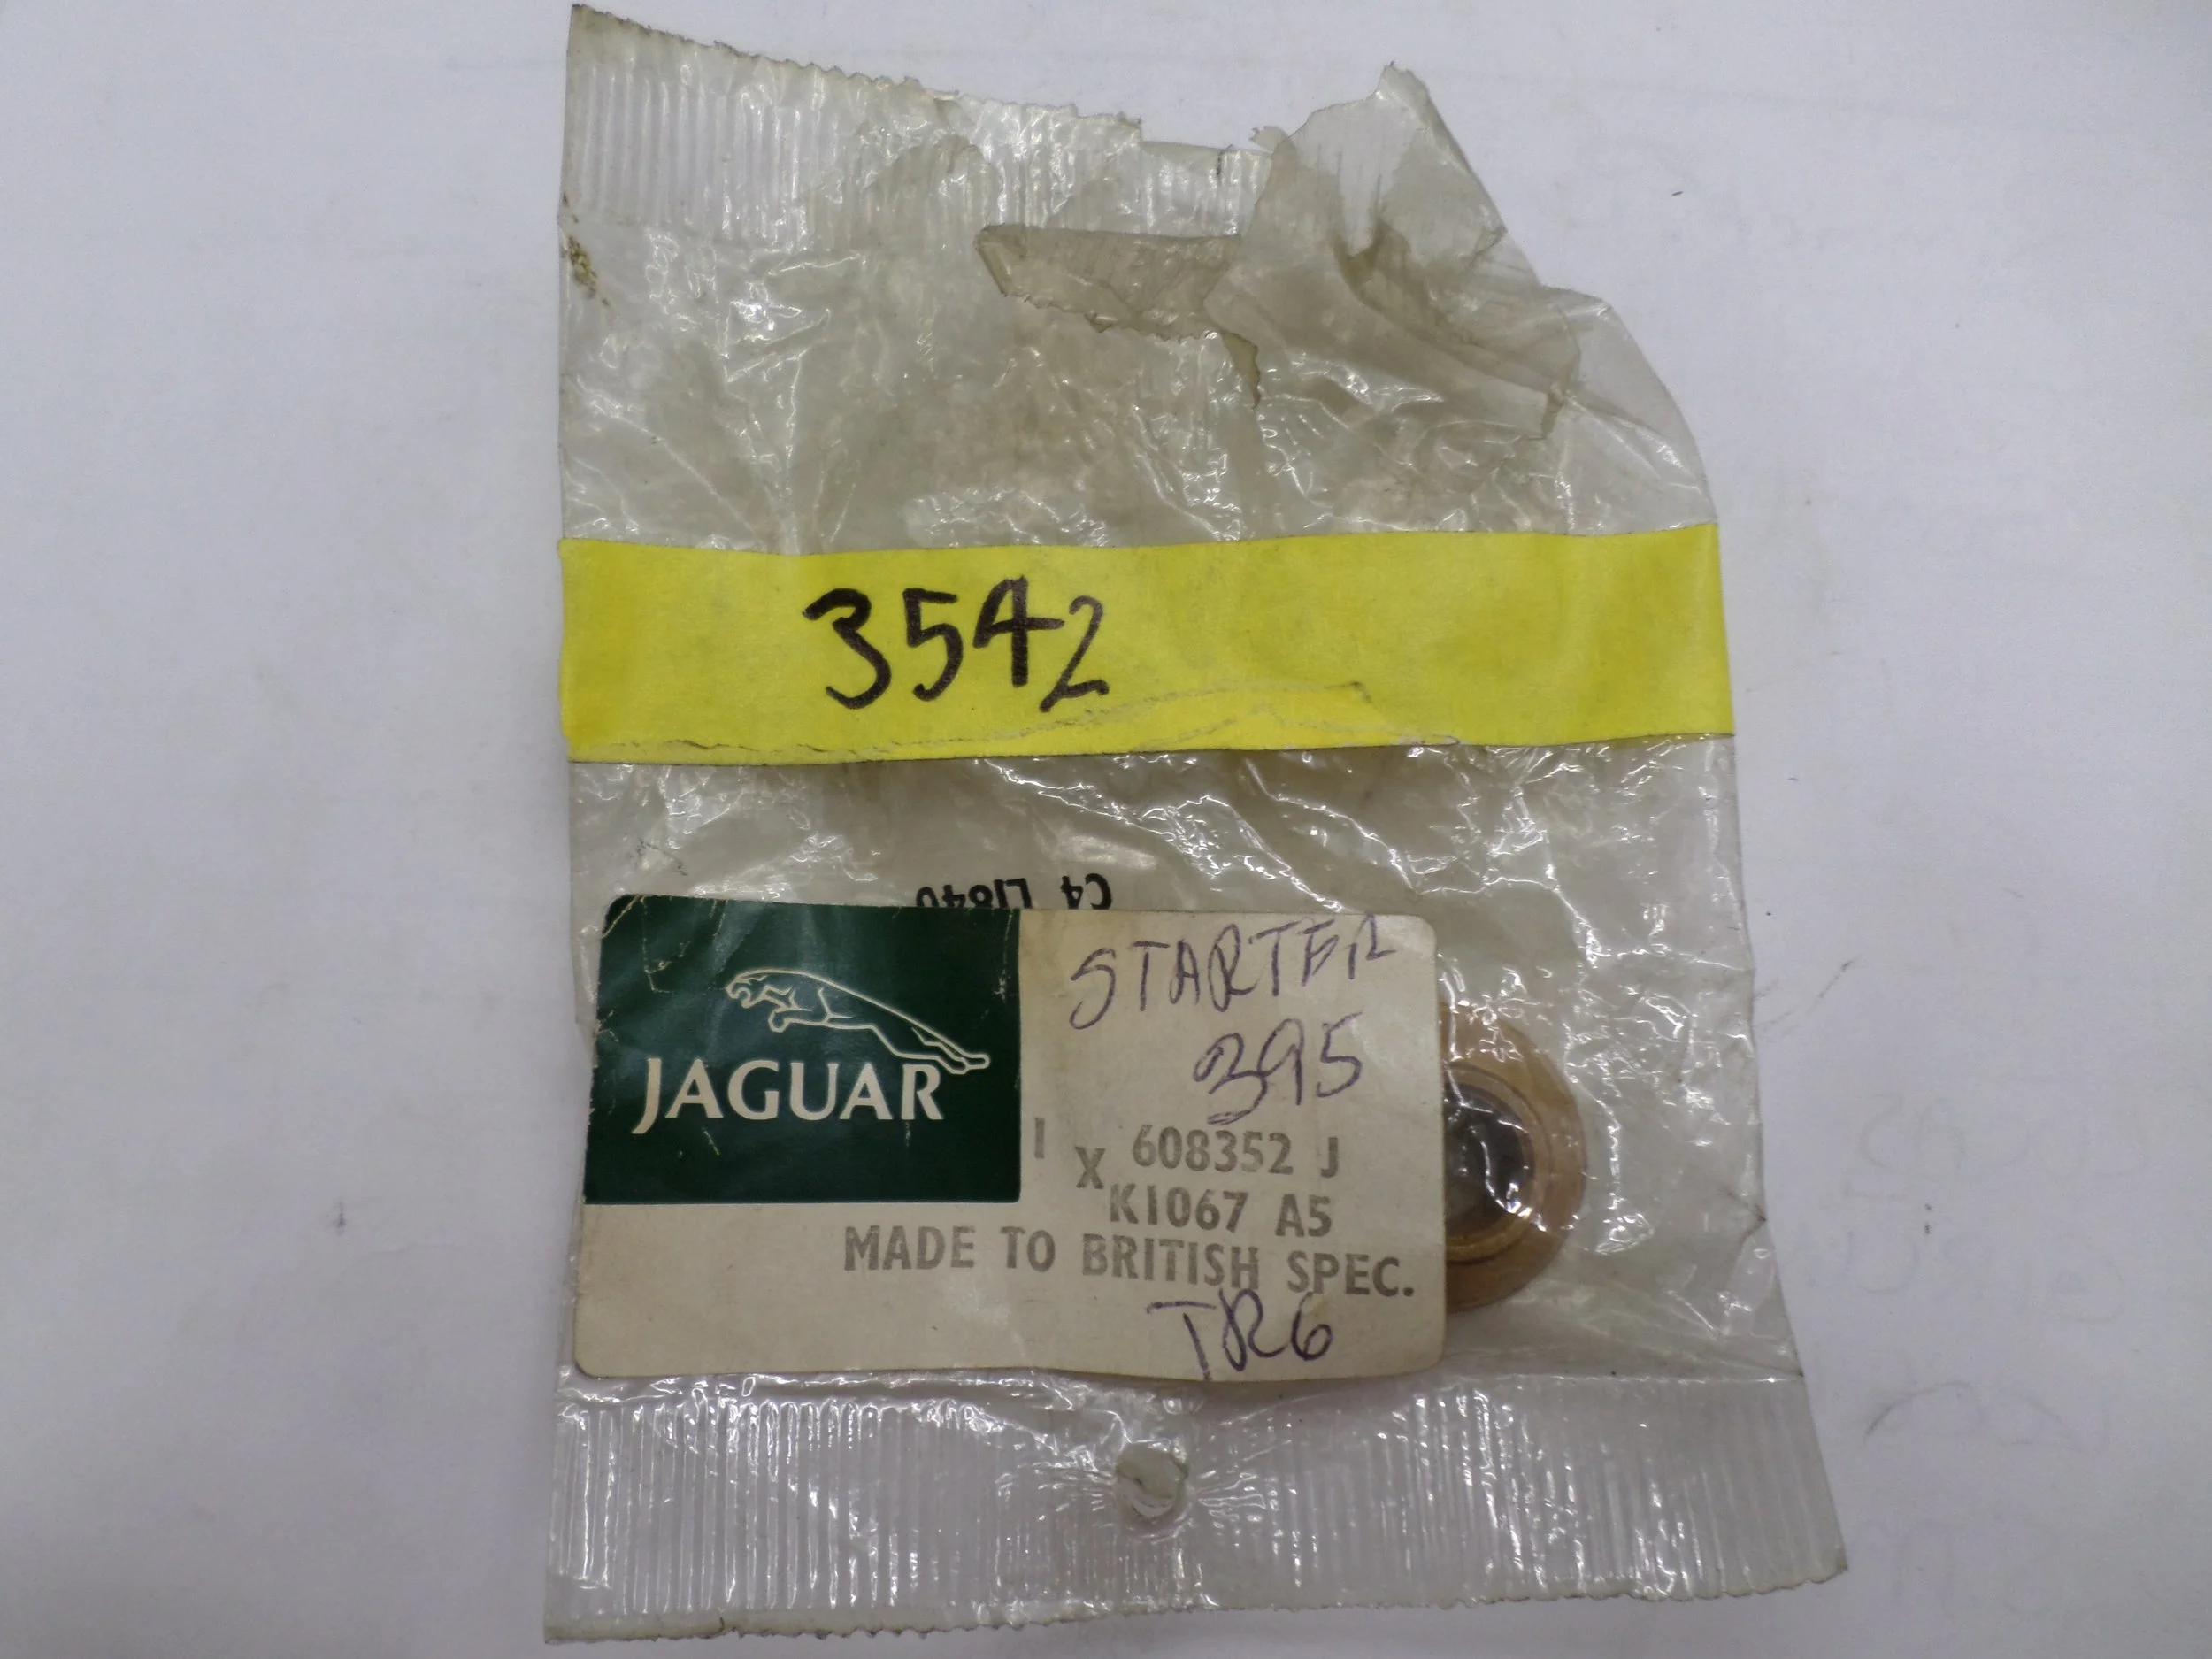 3542
C4 L1840
STARTER
395
JAGUAR
1 X 608352 J
K1067 A5
MADE TO BRITISH SPEC.
TR6